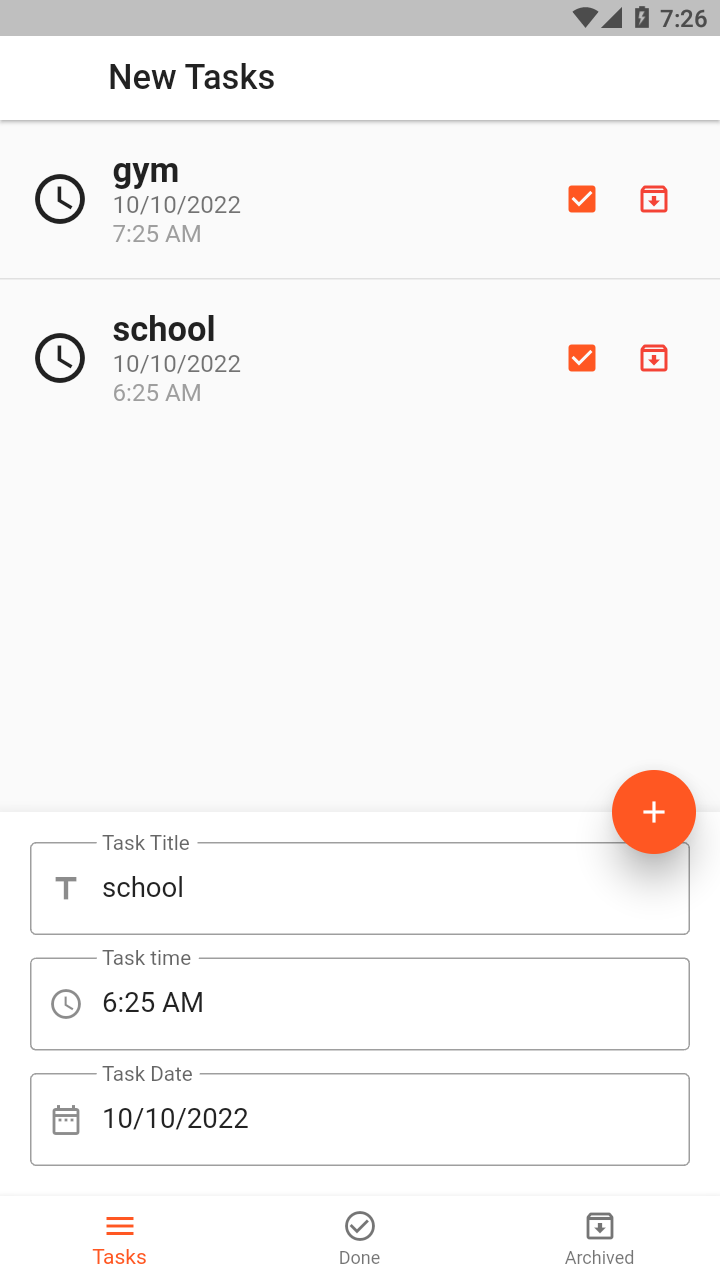 7:26
New Tasks
gym
10/10/2022
7:25 AM
school
10/10/2022
6:25 AM
Task Title
school
Task time
6:25 AM
Task Date
10/10/2022
Tasks
Done
Archived